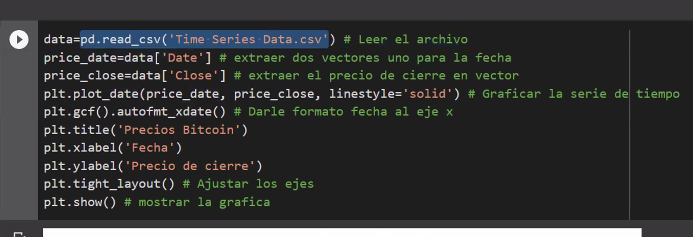 data=pd.read_csv('Time Series Data.csv') # Leer el archivo
price_date=data['Date'] # extraer dos vectores uno para la fecha
price_close=data['Close'] # extraer el precio de cierre en vector
plt.plot_date(price_date, price_close, linestyle='solid') # Graficar la serie de tiempo
plt.gcf().autofmt_xdate() # Darle formato fecha al eje x
plt.title('Precios Bitcoin')
plt.xlabel('Fecha')
plt.ylabel('Precio de cierre')
plt.tight_layout() # Ajustar los ejes
plt.show() # mostrar la grafica